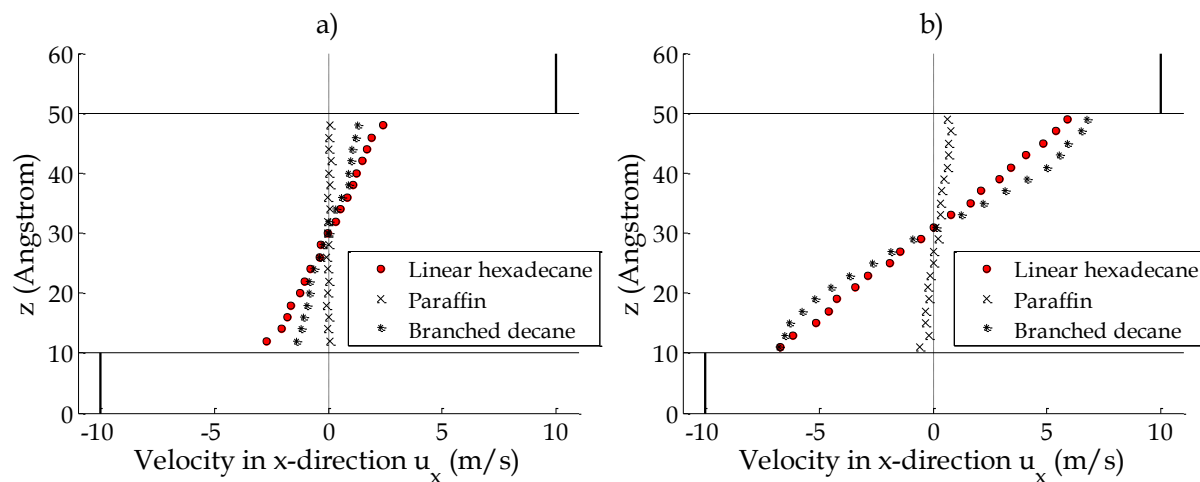 a)
60
50
40
30
20
10
0
z (Angstrom)
Linear hexadecane
Paraffin
Branched decane
-10 -5 0 5 10
Velocity in x-direction u_x (m/s)
b)
60
50
40
30
20
10
0
z (Angstrom)
Linear hexadecane
Paraffin
Branched decane
-10 -5 0 5 10
Velocity in x-direction u_x (m/s)